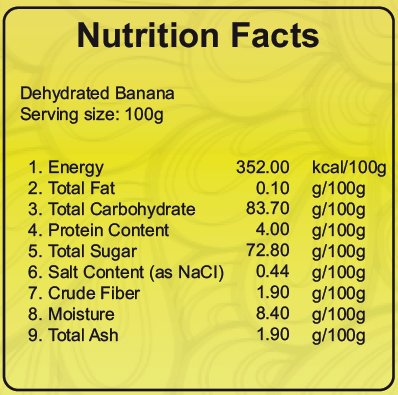 Nutrition Facts
Dehydrated Banana
Serving size: 100g
1. Energy 352.00 kcal/100g
2. Total Fat 0.10 g/100g
3. Total Carbohydrate 83.70 g/100g
4. Protein Content 4.00 g/100g
5. Total Sugar 72.80 g/100g
6. Salt Content (as NaCl) 0.44 g/100g
7. Crude Fiber 1.90 g/100g
8. Moisture 8.40 g/100g
9. Total Ash 1.90 g/100g